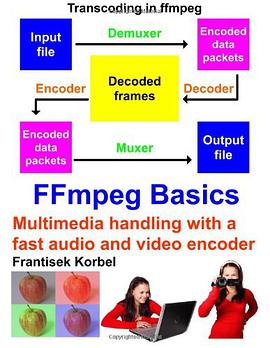 Transcoding in ffmpeg
Input
file
Demuxer
Encoded
data
packets
Encoder
Decoded
frames
Decoder
Encoded
data
packets
Muxer
Output
file
FFmpeg Basics
Multimedia handling with a
fast audio and video encoder
Frantisek Korbel